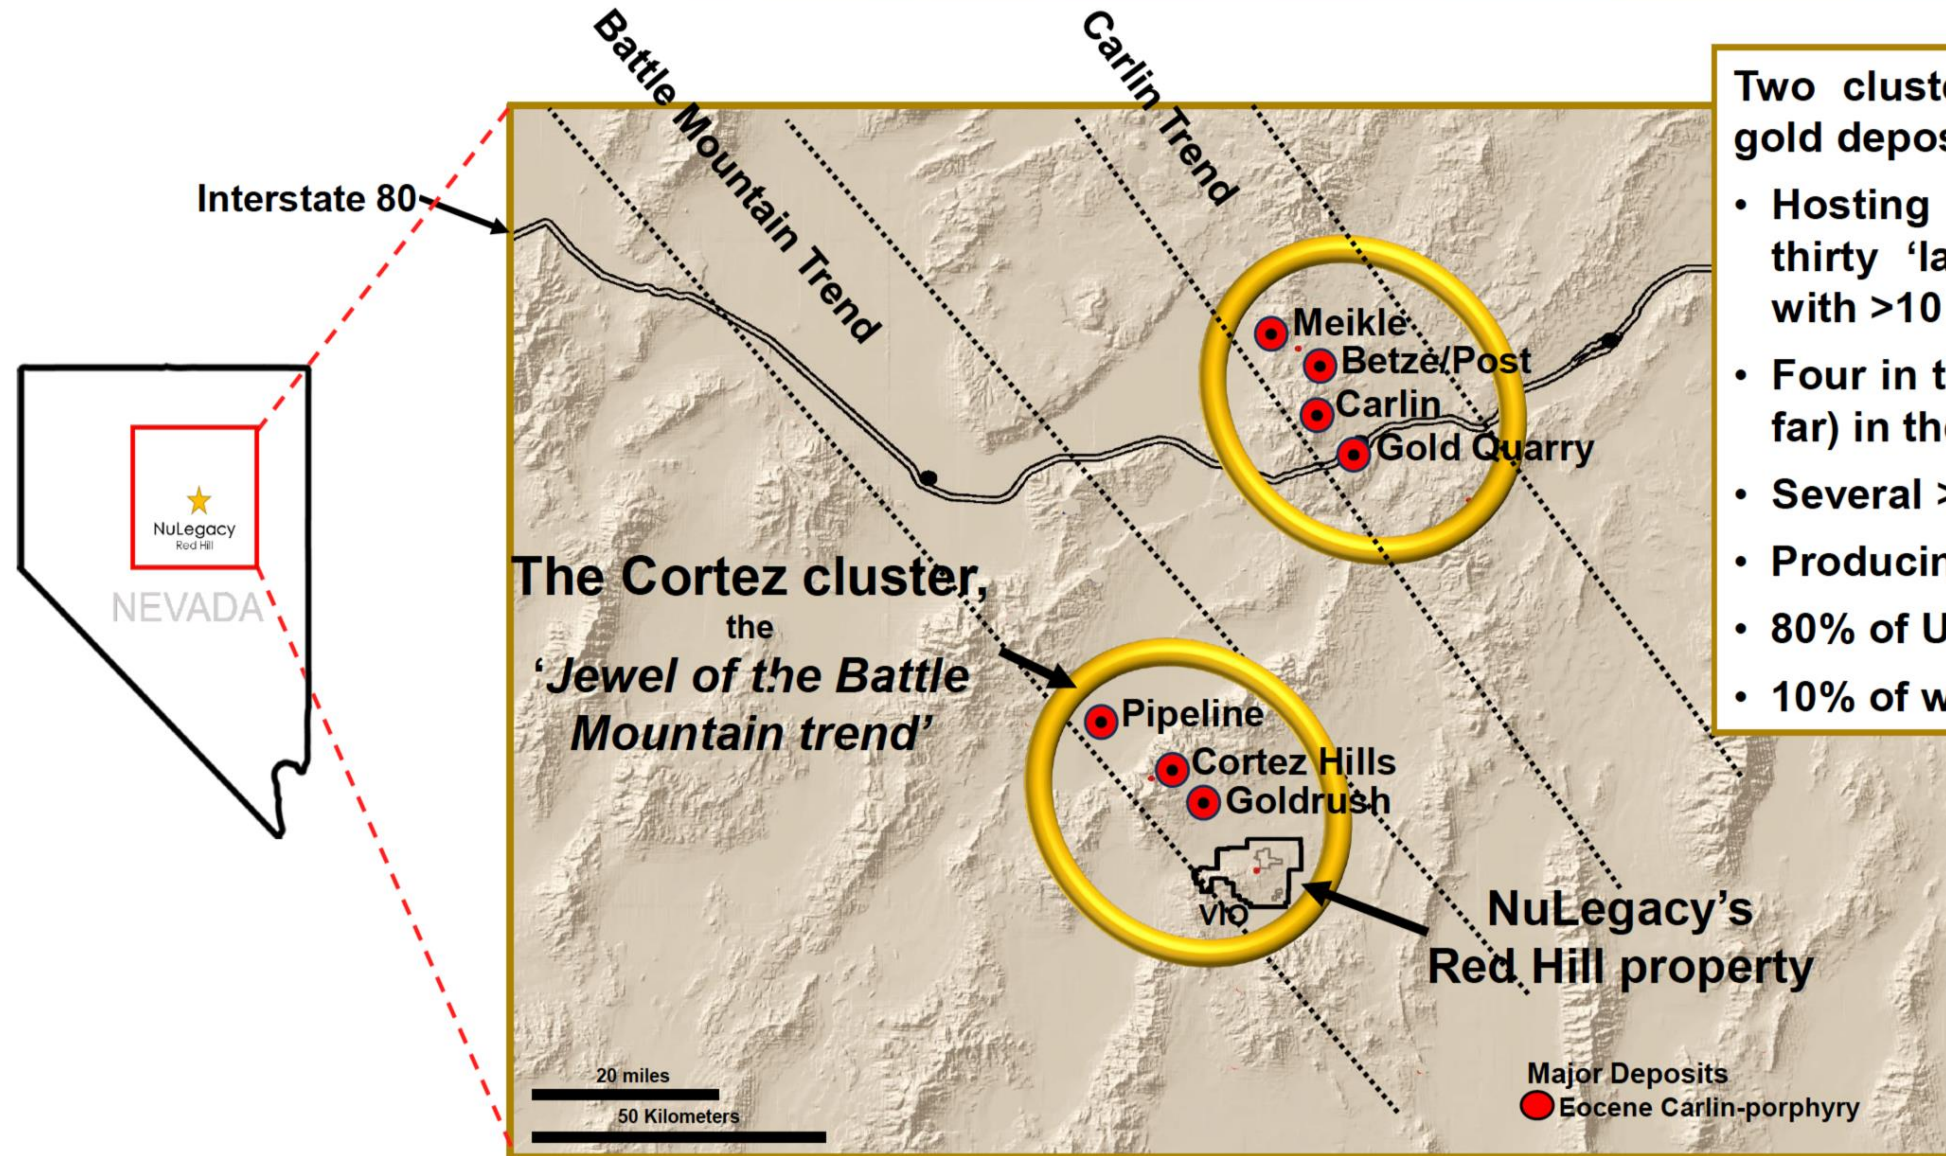 Battle Mountain Trend
Carlin Trend
Interstate 80
Two cluste
gold depos
• Hosting
thirty ‘la
with >10
• Four in t
far) in the
• Several >
• Producin
• 80% of U
• 10% of w
Meikle
Betze/Post
Carlin
Gold Quarry
NuLegacy
Red Hill
NEVADA
The Cortez cluster,
the
‘Jewel of the Battle
Mountain trend’
Pipeline
Cortez Hills
Goldrush
VIO
NuLegacy’s
Red Hill property
20 miles
50 Kilometers
Major Deposits
Eocene Carlin-porphyry